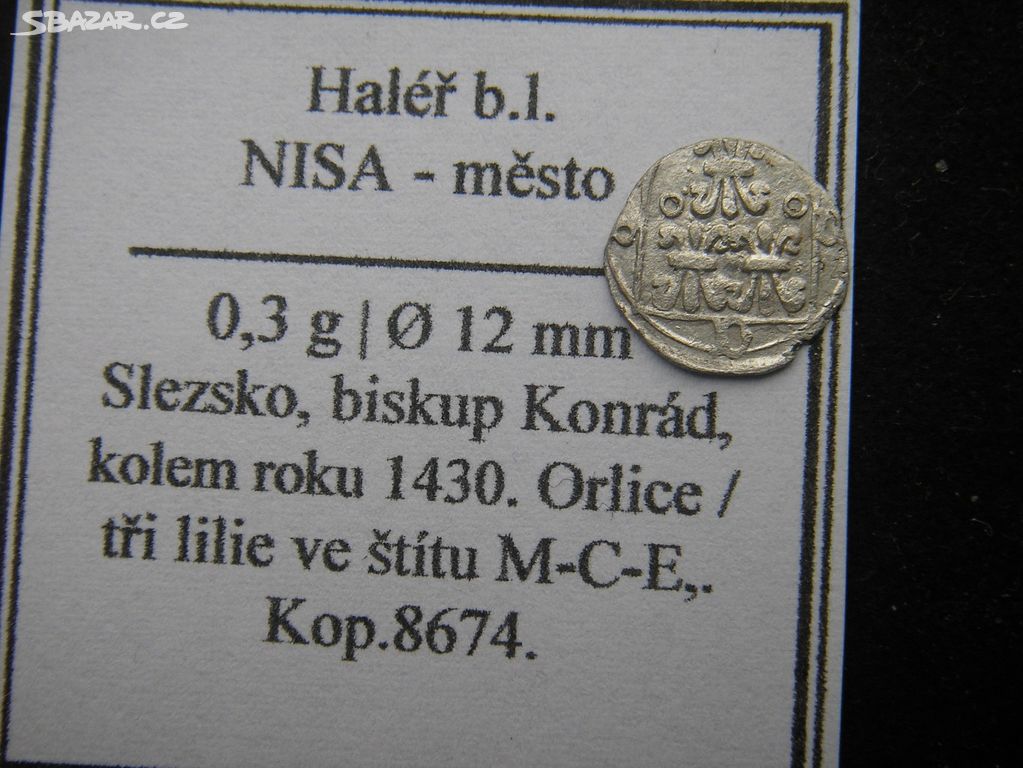 SBAZAR.CZ
Haléř b.l.
NISA - město
0,3 g | Ø 12 mm
Slezsko, biskup Konrád,
kolem roku 1430. Orlice /
tři lilie ve štítu M-C-E,.
Kop.8674.